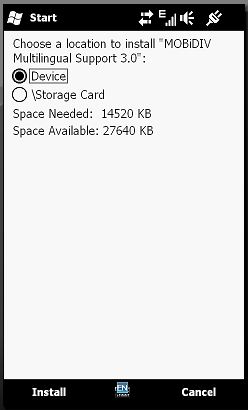 Start
E
Choose a location to install "MOBiDIV
Multilingual Support 3.0":
Device
\Storage Card
Space Needed: 14520 KB
Space Available: 27640 KB
Install
EN
Cancel